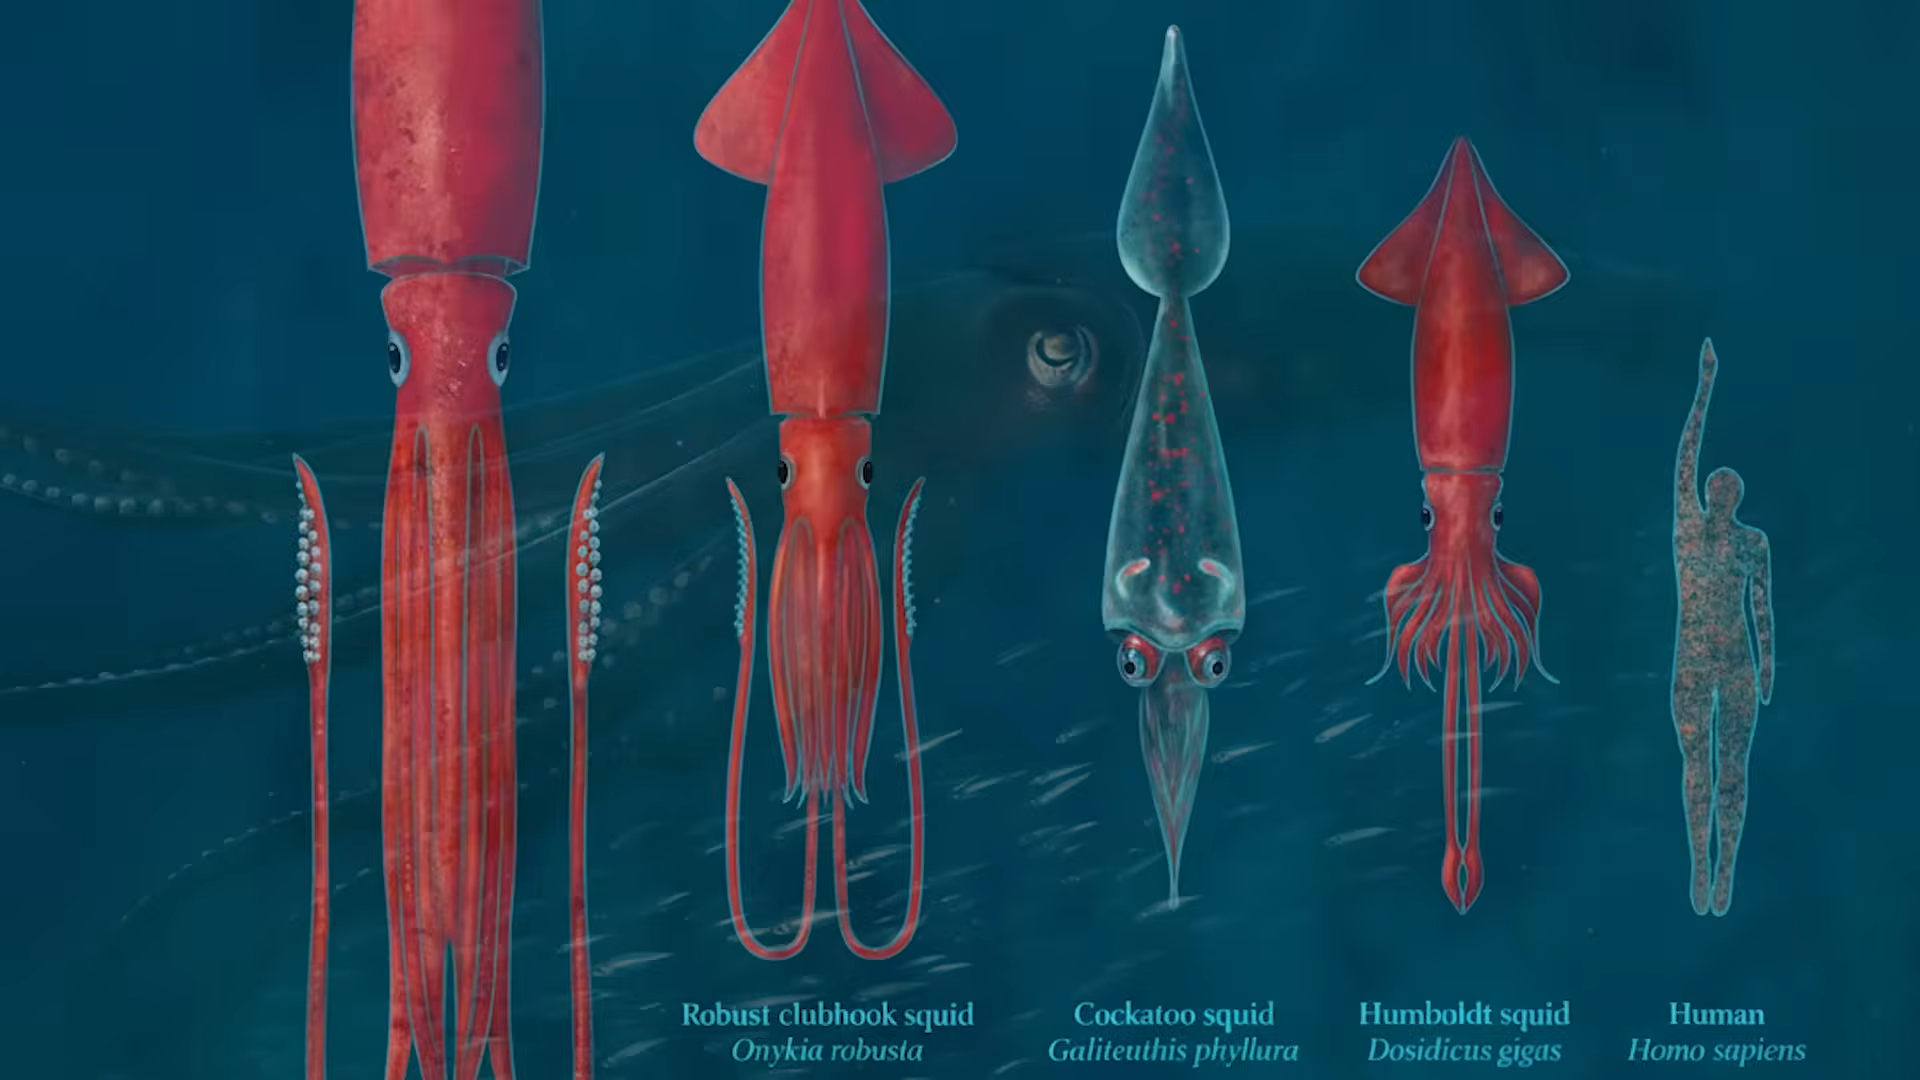 Robust clubhook squid
Onykia robusta
Cockatoo squid
Galiteuthis phyllura
Humboldt squid
Dosidicus gigas
Human
Homo sapiens